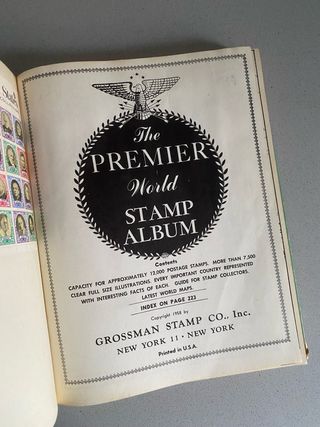 The
PREMIER
World
STAMP
ALBUM
Contents
CAPACITY FOR APPROXIMATELY 12,000 POSTAGE STAMPS. MORE THAN 7,500
CLEAR FULL SIZE ILLUSTRATIONS. EVERY IMPORTANT COUNTRY REPRESENTED
WITH INTERESTING FACTS OF EACH. GUIDE FOR STAMP COLLECTORS.
LATEST WORLD MAPS.
INDEX ON PAGE 223
Copyright 1958 by
GROSSMAN STAMP CO., Inc.
NEW YORK 11 • NEW YORK
Printed in U.S.A.